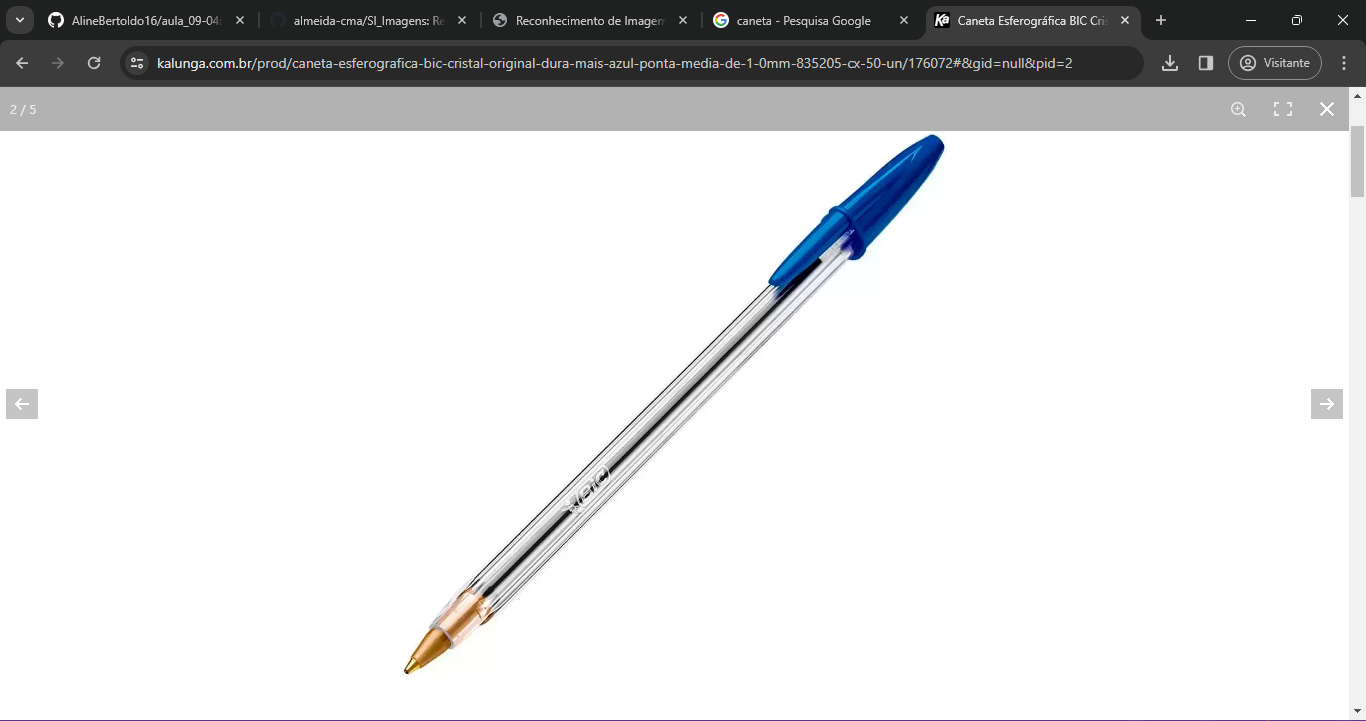 AlineBertoldo16/aula_09-04
almeida-cma/SI_Imagens: Re
Reconhecimento de Imagem
caneta - Pesquisa Google
Ka
Caneta Esferográfica BIC Cris
kalunga.com.br/prod/caneta-esferografica-bic-cristal-original-dura-mais-azul-ponta-media-de-1-0mm-835205-cx-50-un/176072#&gid=null&pid=2
Visitante
2 / 5
BIC